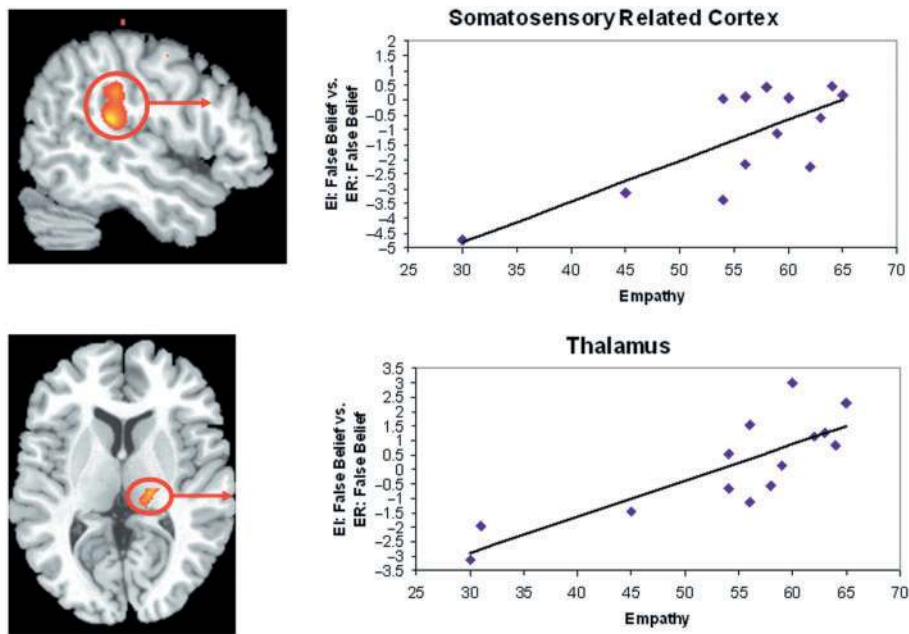 Somatosensory Related Cortex
EI: False Belief vs.
ER: False Belief
0.5
0
–0.5
–1
–1.5
–2
–2.5
–3
–3.5
–4
–4.5
–5
25 30 35 40 45 50 55 60 65 70
Empathy
Thalamus
EI: False Belief vs.
ER: False Belief
3.5
3
2.5
2
1.5
1
0.5
0
–0.5
–1
–1.5
–2
–2.5
–3
–3.5
25 30 35 40 45 50 55 60 65 70
Empathy